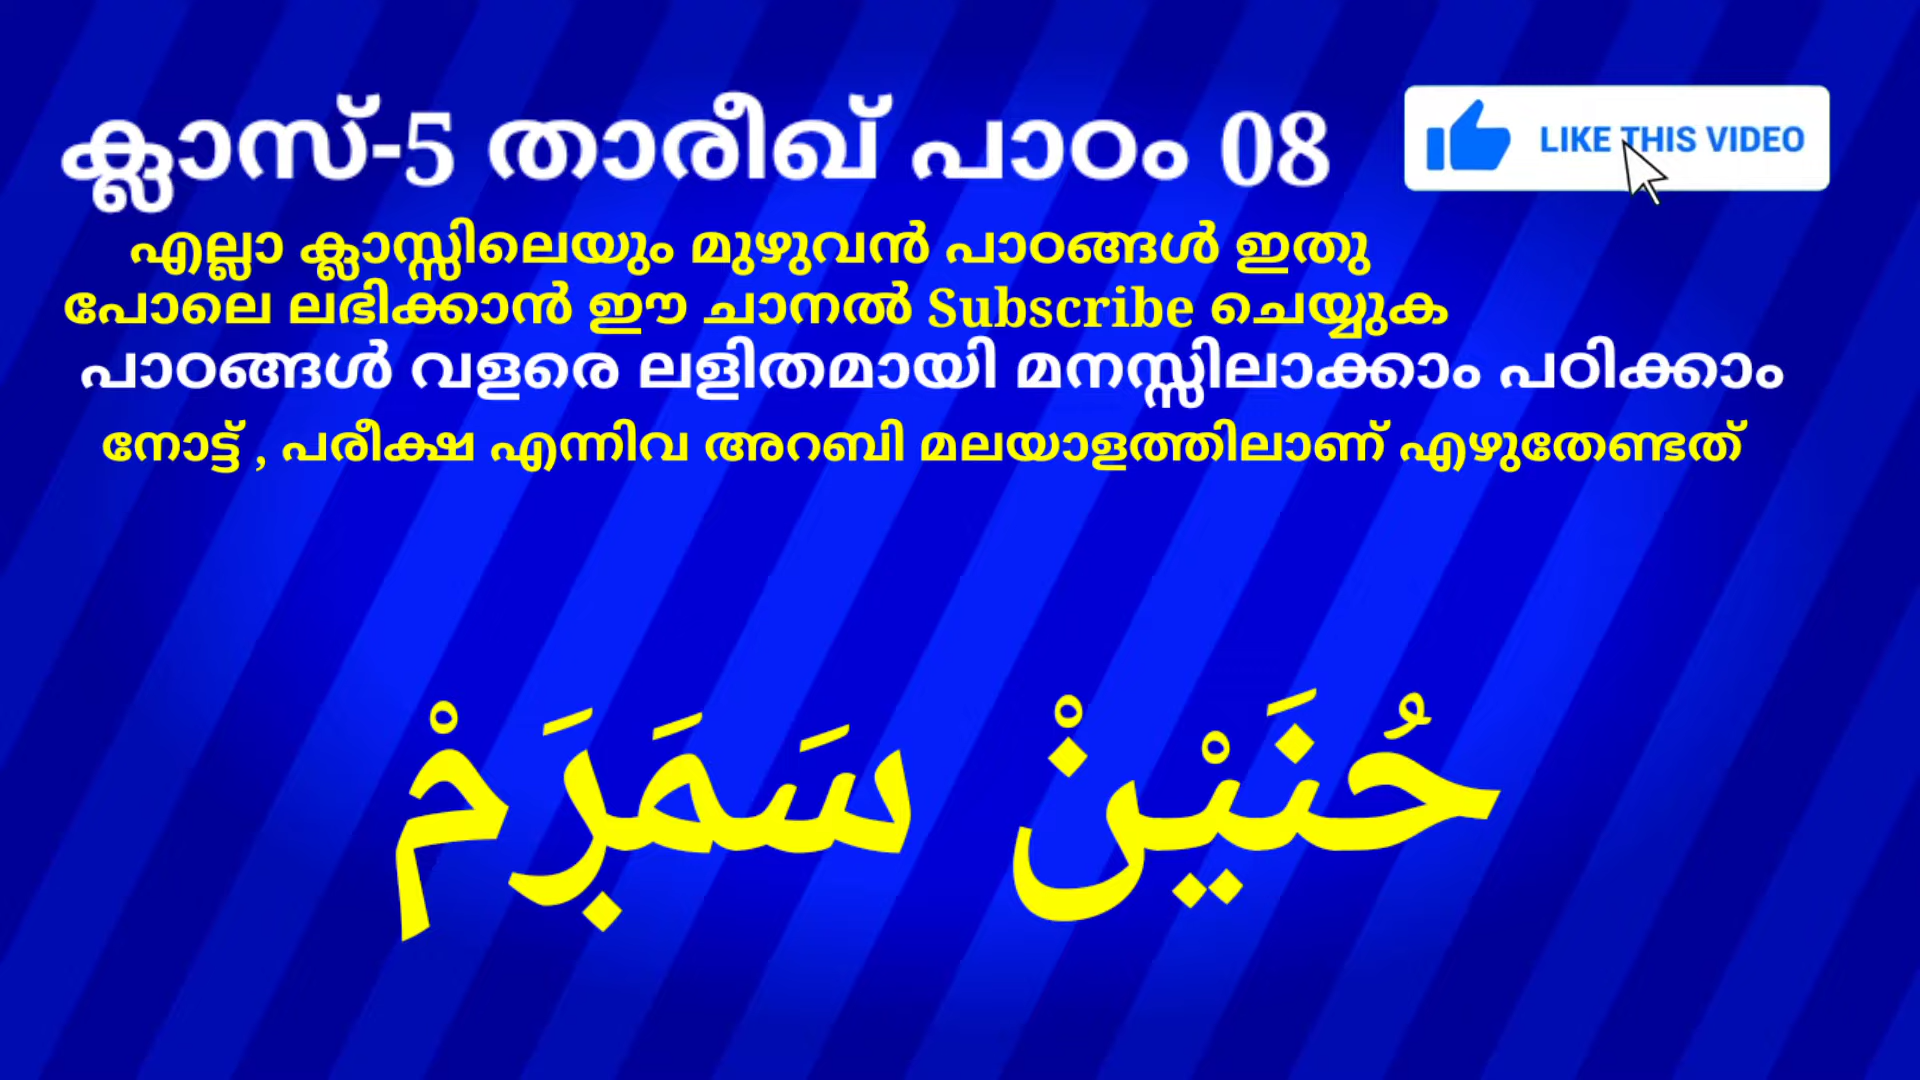 ക്ലാസ്-5 താരീഖ് പാഠം 08
LIKE THIS VIDEO
എല്ലാ ക്ലാസ്സിലെയും മുഴുവൻ പാഠങ്ങൾ ഇതു
പോലെ ലഭിക്കാൻ ഈ ചാനൽ Subscribe ചെയ്യുക
പാഠങ്ങൾ വളരെ ലളിതമായി മനസ്സിലാക്കാം പഠിക്കാം
നോട്ട് , പരീക്ഷ എന്നിവ അറബി മലയാളത്തിലാണ് എഴുതേണ്ടത്
حُنَيْنْ سَمَرَمْ